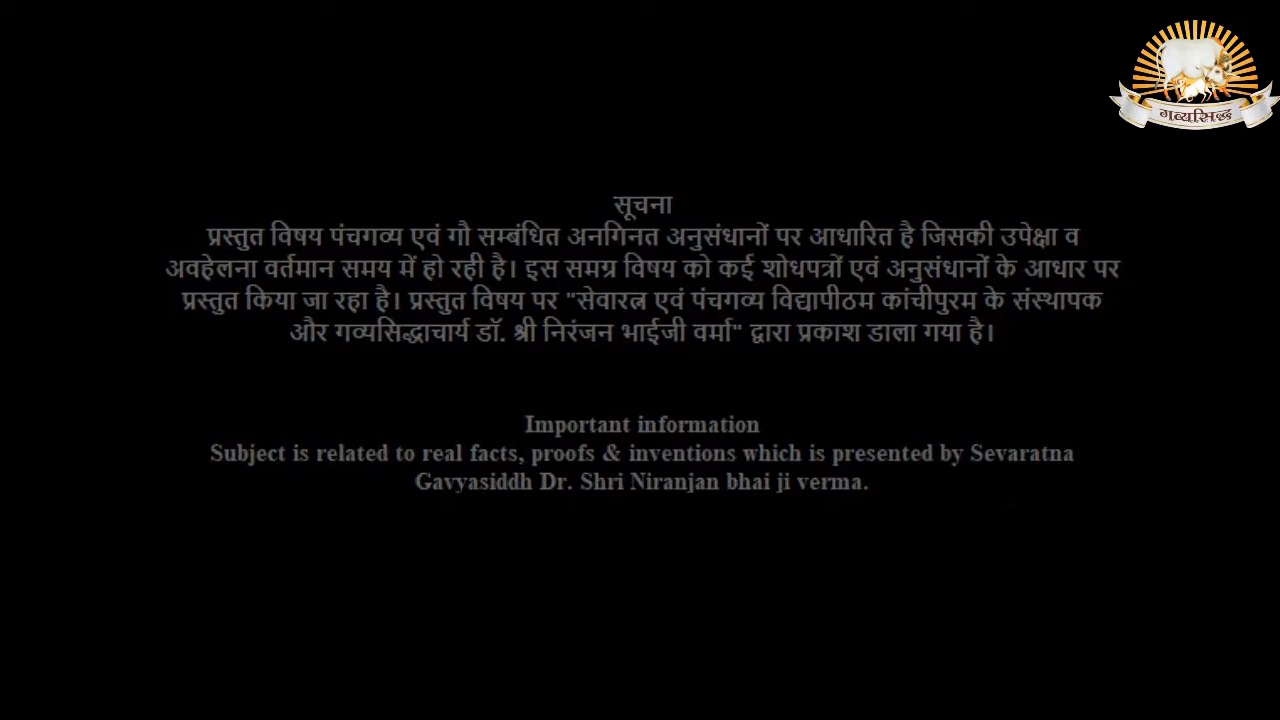 गव्यसिद्ध
सूचना
प्रस्तुत विषय पंचगव्य एवं गौ सम्बंधित अनगिनत अनुसंधानों पर आधारित है जिसकी उपेक्षा व
अवहेलना वर्तमान समय में हो रही है। इस समग्र विषय को कई शोधपत्रों एवं अनुसंधानों के आधार पर
प्रस्तुत किया जा रहा है। प्रस्तुत विषय पर "सेवारत्न एवं पंचगव्य विद्यापीठम कांचीपुरम के संस्थापक
और गव्यसिद्धाचार्य डॉ. श्री निरंजन भाईजी वर्मा" द्वारा प्रकाश डाला गया है।
Important information
Subject is related to real facts, proofs & inventions which is presented by Sevaratna
Gavyasiddh Dr. Shri Niranjan bhai ji verma.